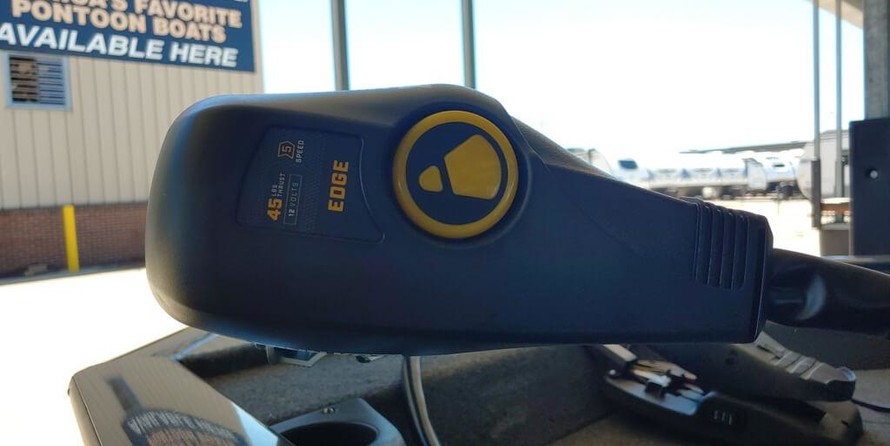 PONTOON BOATS
AVAILABLE HERE
5
SPEED
45
LBS
THRUST
12 VOLTS
EDGE